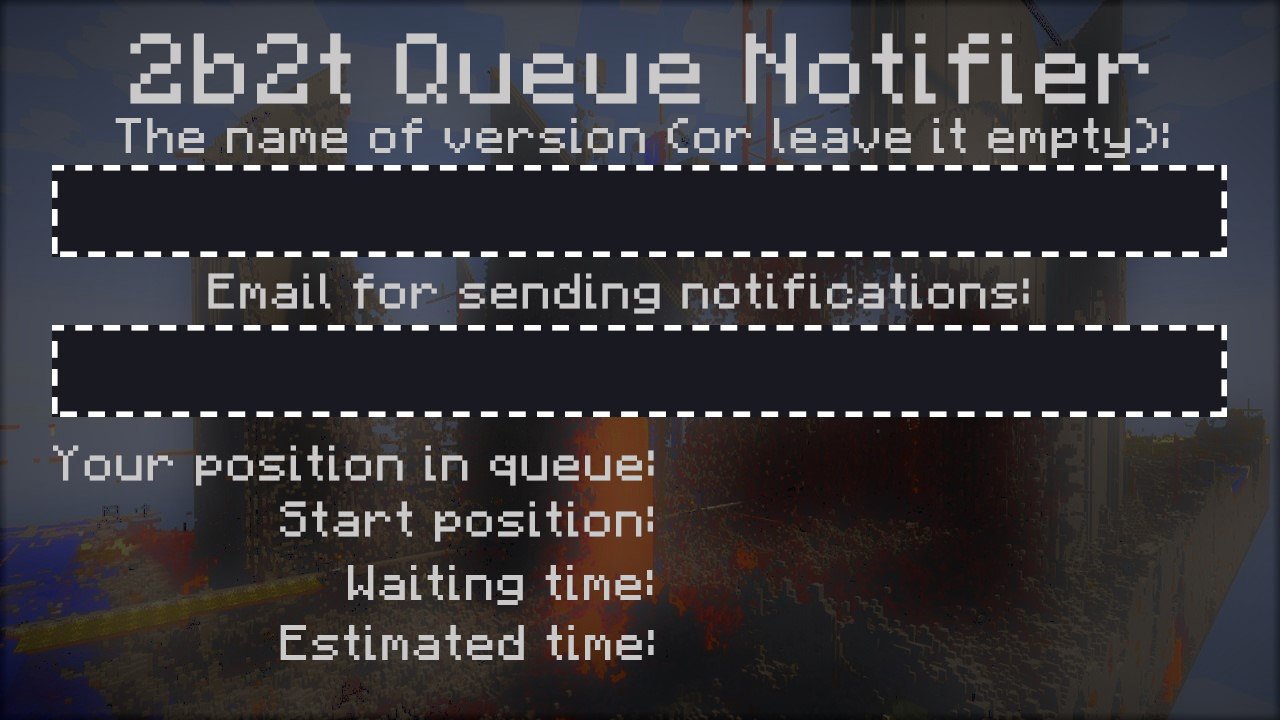 2b2t Queue Notifier
The name of version (or leave it empty):
Email for sending notifications:
Your position in queue:
Start position:
Waiting time:
Estimated time: